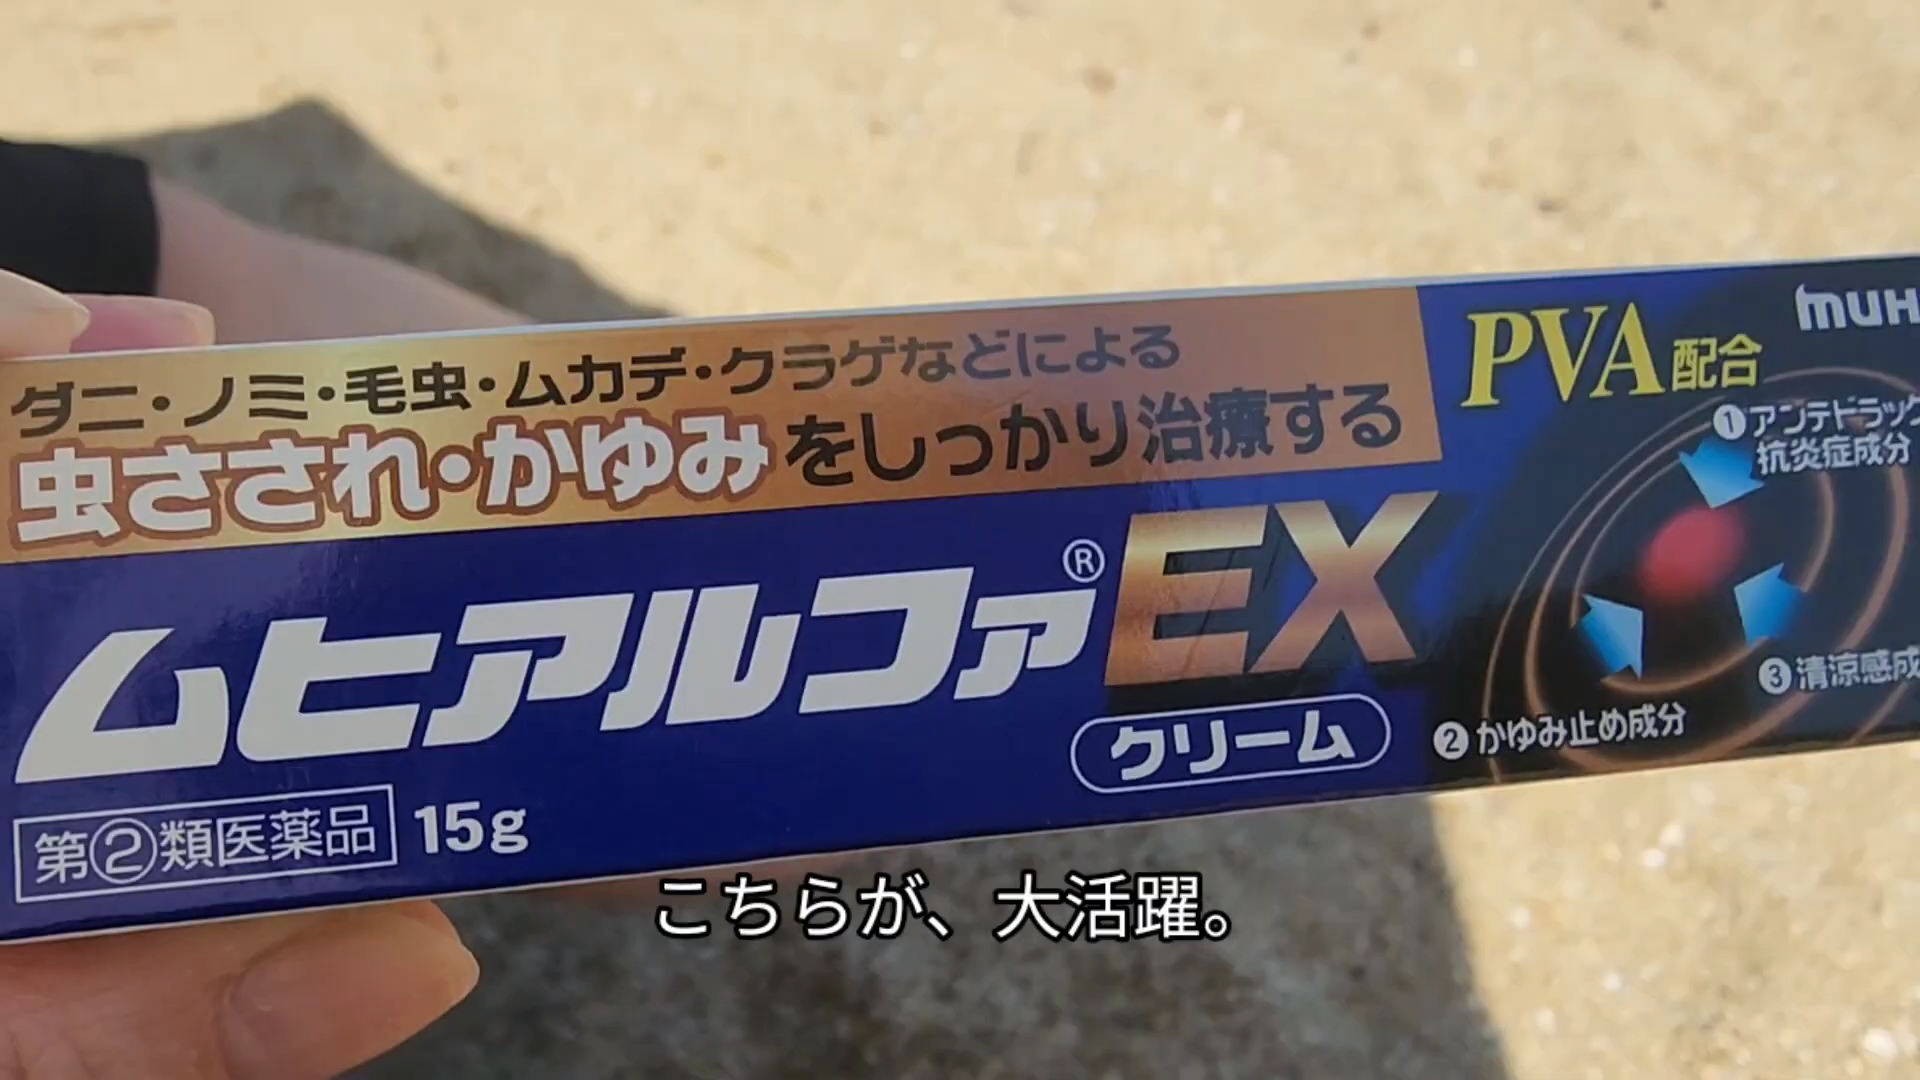 ダニ・ノミ・毛虫・ムカデ・クラゲなどによる
虫さされ・かゆみをしっかり治療する
ムヒアルファ®EX
クリーム
第②類医薬品 15g
PVA配合
MUH
①アンテドラッグ
抗炎症成分
②かゆみ止め成分
③清涼感成
こちらが、大活躍。